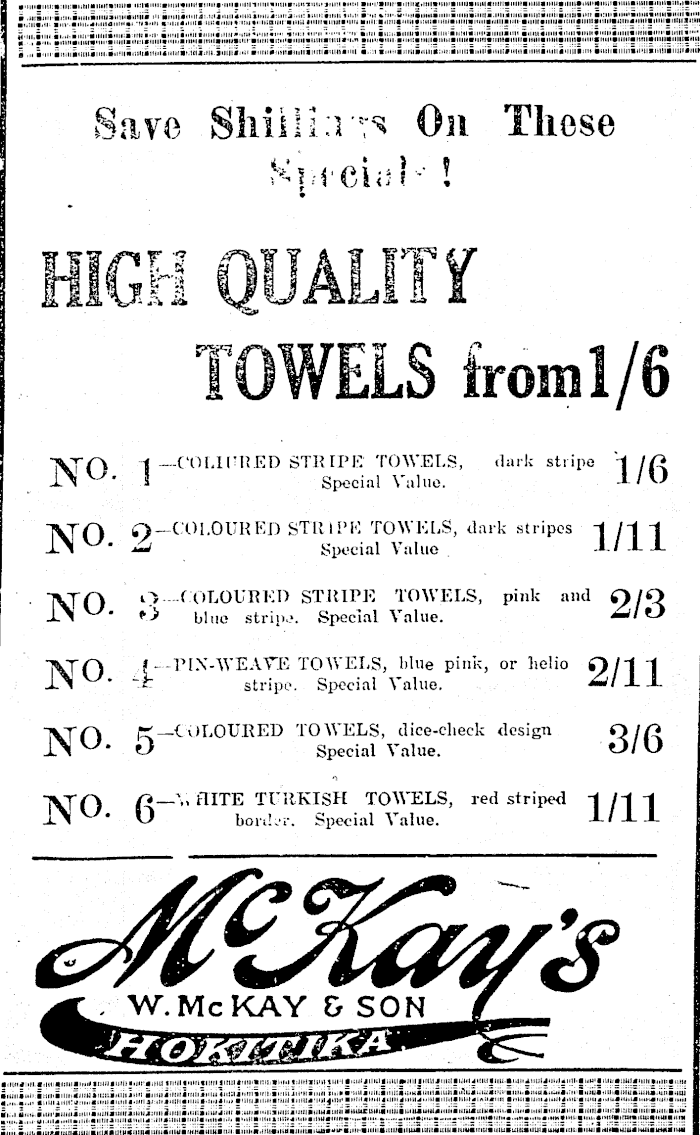 Save Shillings On These
Specials!
HIGH QUALITY
TOWELS from 1/6
NO. 1—COLIURED STRIPE TOWELS, dark stripe 1/6
Special Value.
NO. 2—COLOURED STRIPE TOWELS, dark stripes 1/11
Special Value
NO. 3—COLOURED STRIPE TOWELS, pink and 2/3
blue stripe. Special Value.
NO. 4—PIX-WEAVE TOWELS, blue pink, or helio 2/11
stripe. Special Value.
NO. 5—COLOURED TOWELS, dice-check design 3/6
Special Value.
NO. 6—WHITE TURKISH TOWELS, red striped 1/11
border. Special Value.
McKay's
W. McKAY & SON
HOKITIKA